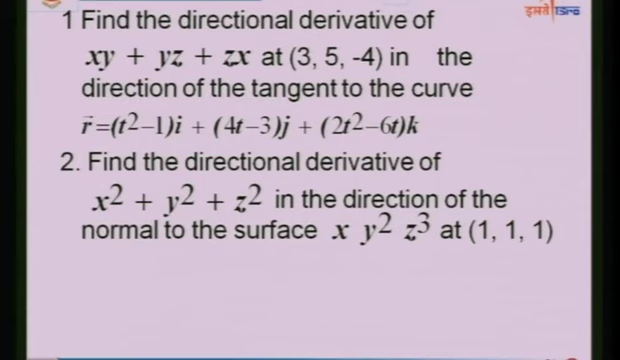 इससे
1 Find the directional derivative of
xy + yz + zx at (3, 5, -4) in the
direction of the tangent to the curve
r⃗=(t2–1)i + (4t–3)j + (2t2–6t)k
2. Find the directional derivative of
x2 + y2 + z2 in the direction of the
normal to the surface x y2 z3 at (1, 1, 1)